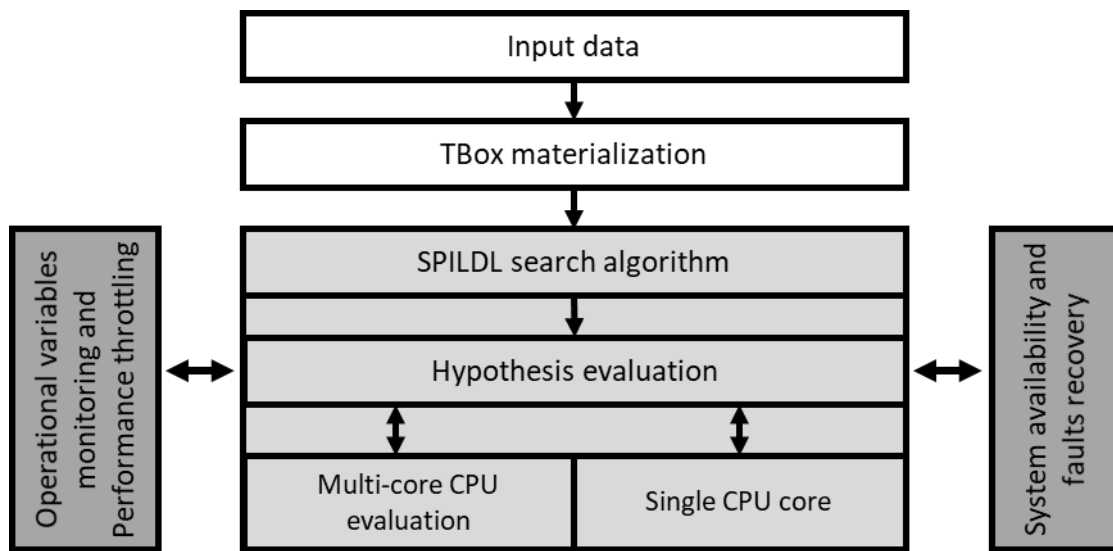 Input data
TBox materialization
SPILDL search algorithm
Hypothesis evaluation
Multi-core CPU
evaluation
Single CPU core
Operational variables
monitoring and
Performance throttling
System availability and
faults recovery